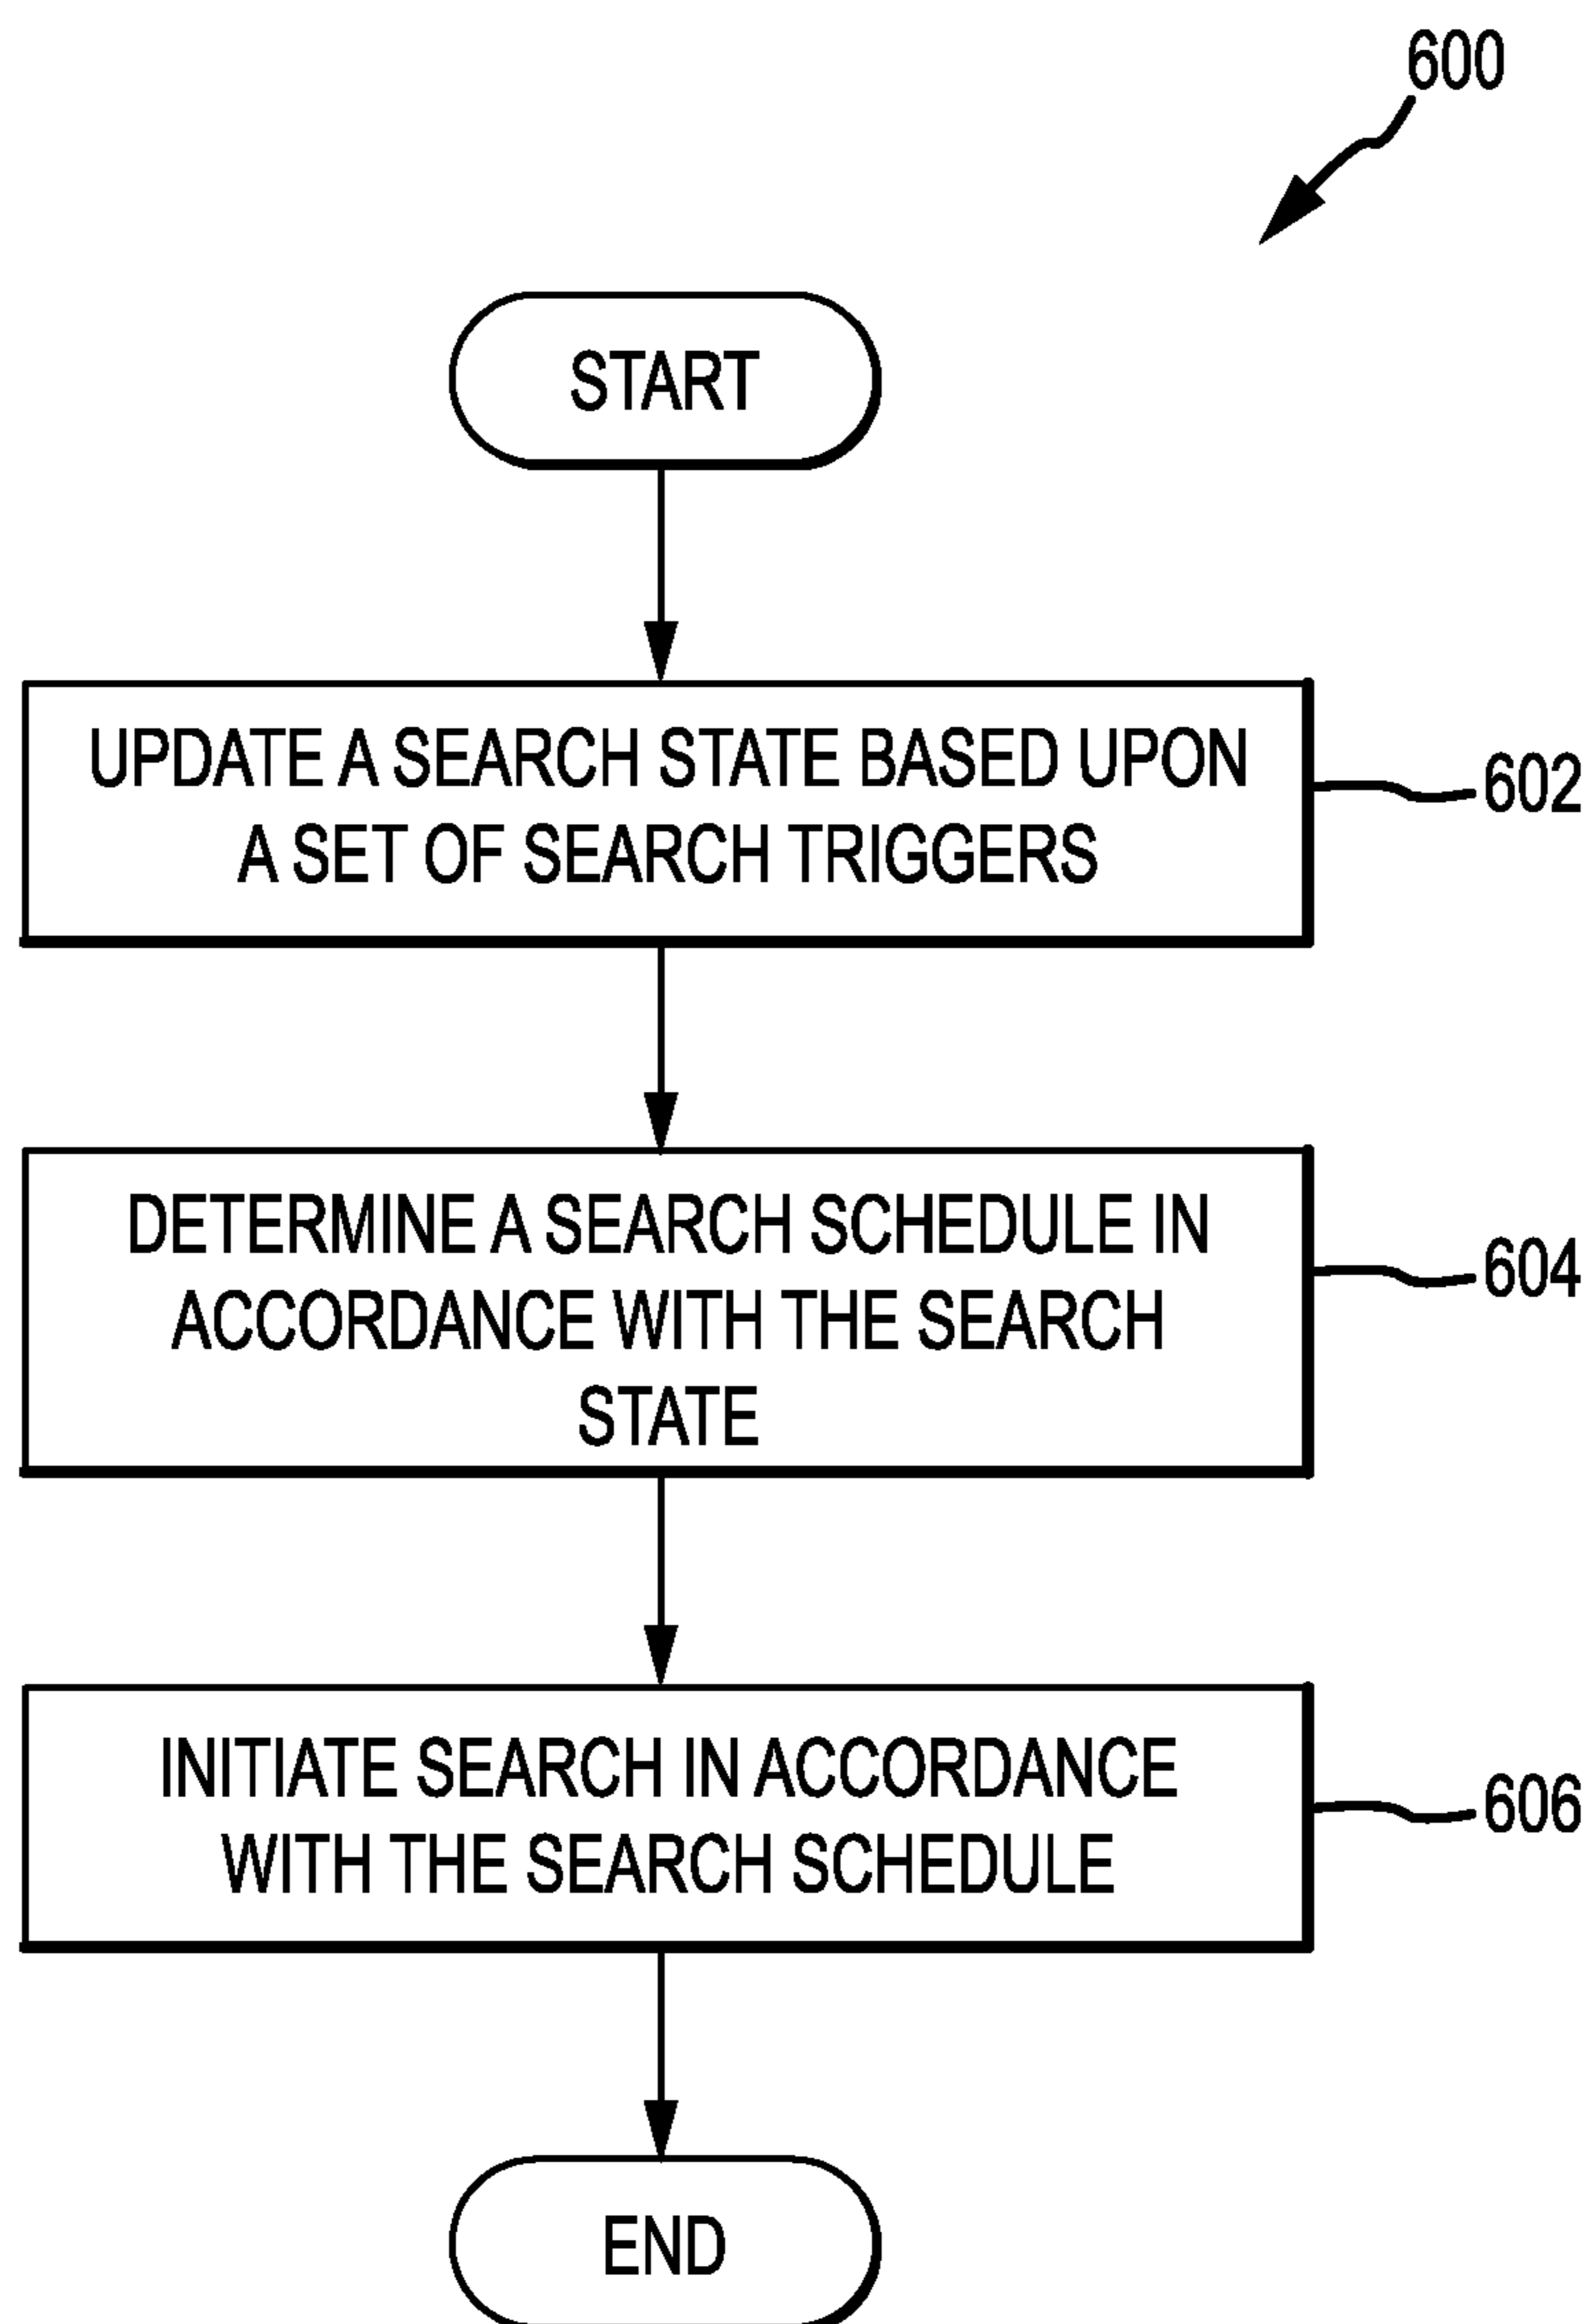 600
START
UPDATE A SEARCH STATE BASED UPON
A SET OF SEARCH TRIGGERS
602
DETERMINE A SEARCH SCHEDULE IN
ACCORDANCE WITH THE SEARCH
STATE
604
INITIATE SEARCH IN ACCORDANCE
WITH THE SEARCH SCHEDULE
606
END